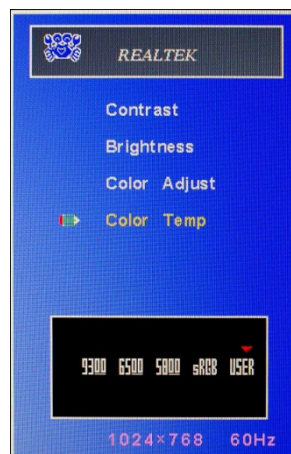 REALTEK
Contrast
Brightness
Color Adjust
Color Temp
9300 6500 5800 sRGB USER
1024×768 60Hz